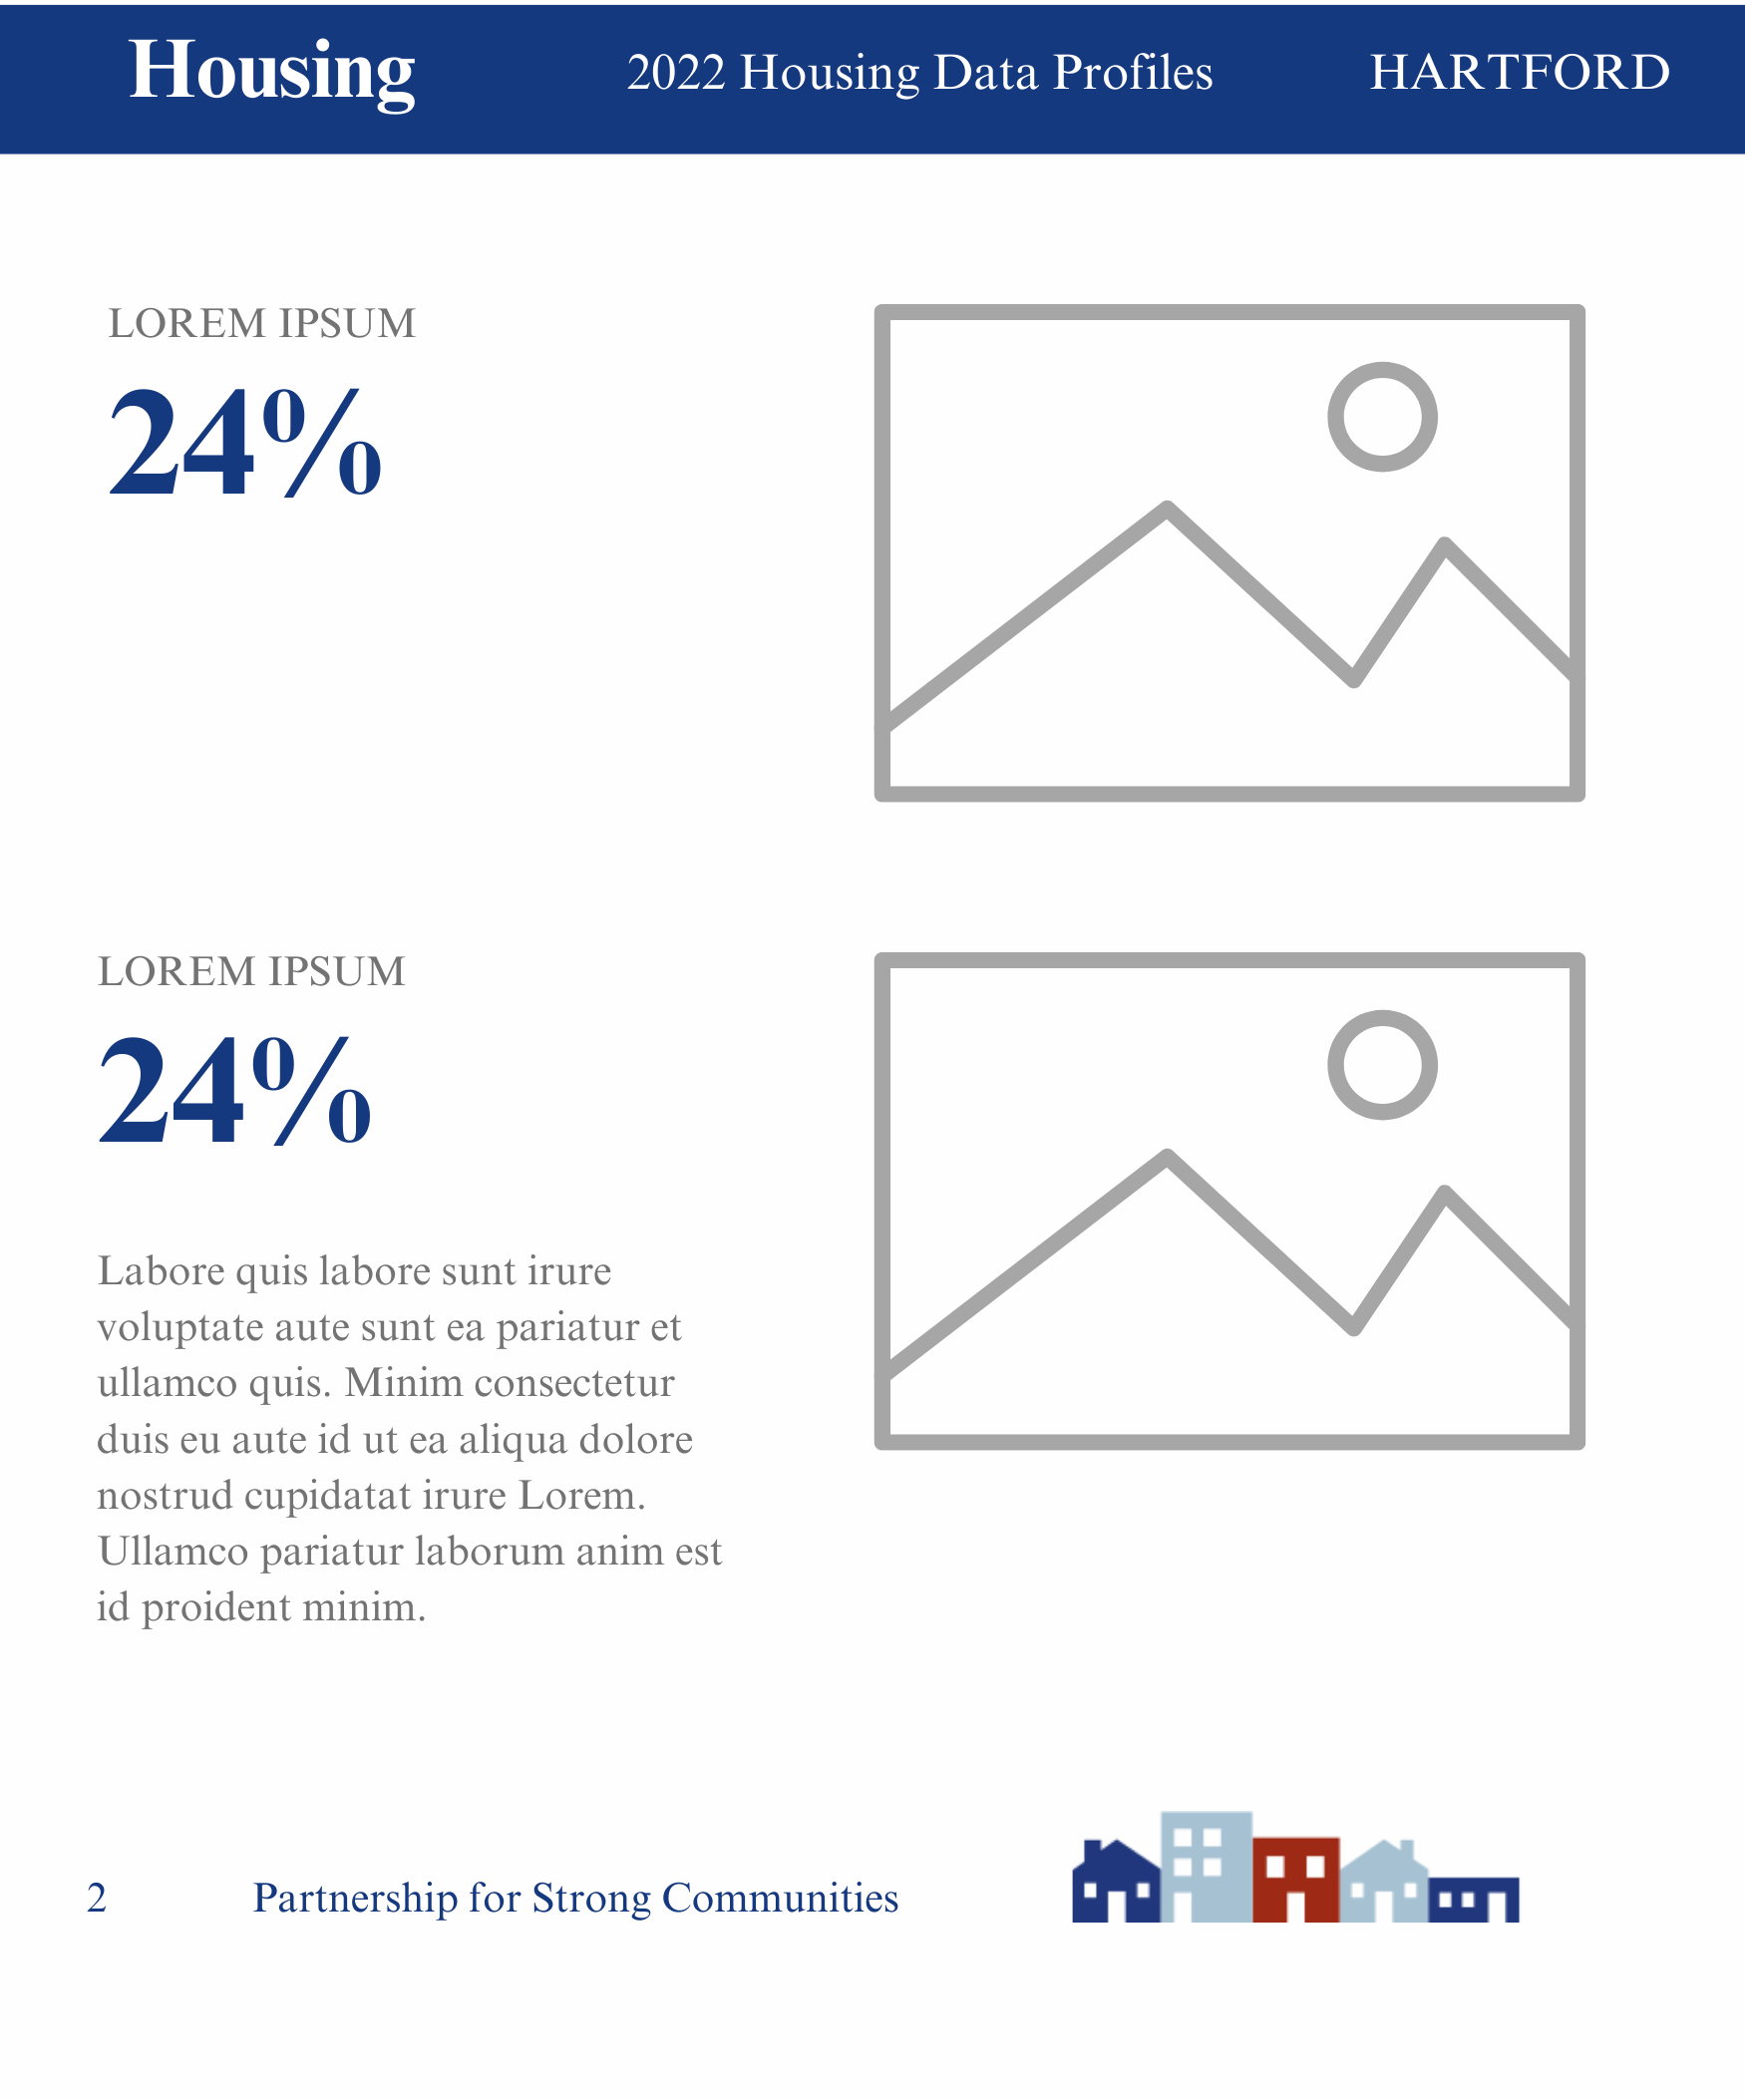 Housing
2022 Housing Data Profiles
HARTFORD
LOREM IPSUM
24%
LOREM IPSUM
24%
Labore quis labore sunt irure
voluptate aute sunt ea pariatur et
ullamco quis. Minim consectetur
duis eu aute id ut ea aliqua dolore
nostrud cupidatat irure Lorem.
Ullamco pariatur laborum anim est
id proident minim.
2
Partnership for Strong Communities